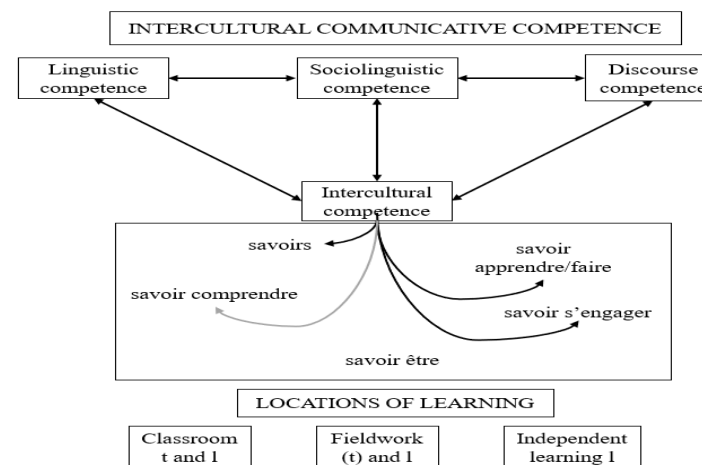 INTERCULTURAL COMMUNICATIVE COMPETENCE
Linguistic
competence
Sociolinguistic
competence
Discourse
competence
Intercultural
competence
savoirs
savoir
apprendre/faire
savoir comprendre
savoir s’engager
savoir être
LOCATIONS OF LEARNING
Classroom
t and l
Fieldwork
(t) and l
Independent
learning l